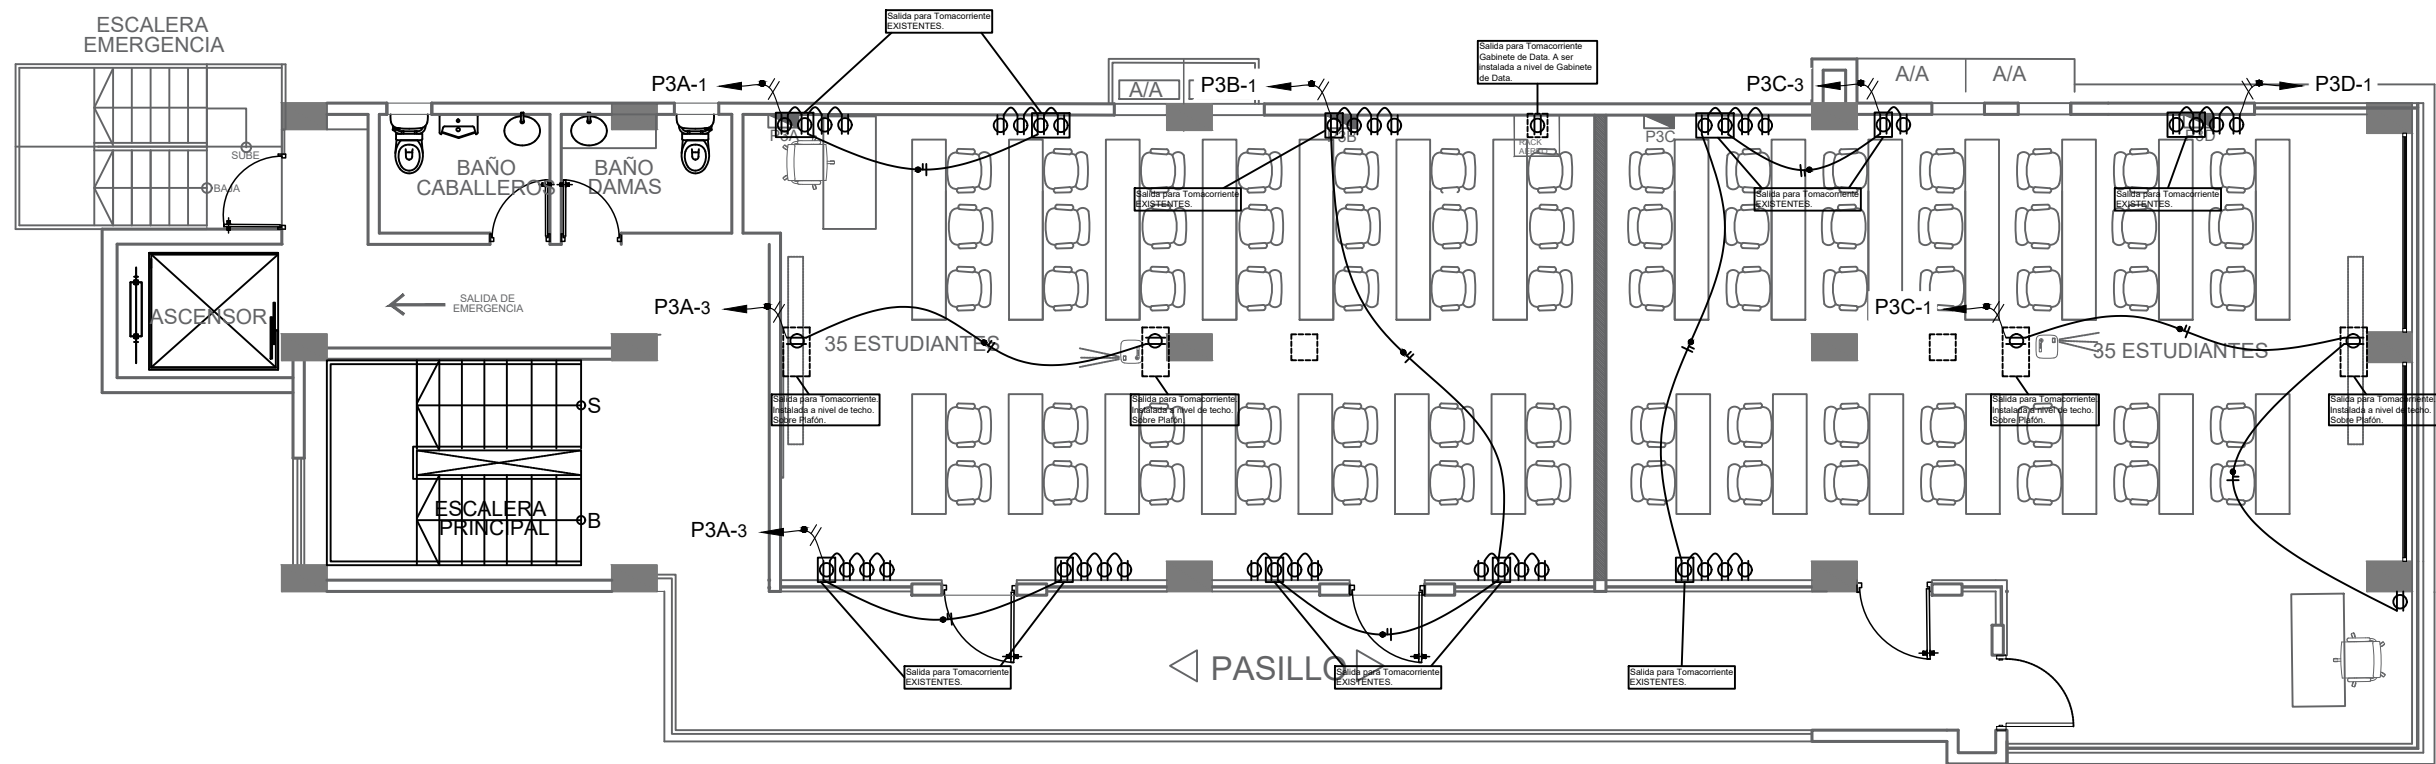 ESCALERA
EMERGENCIA
Salida para Tomacorriente
EXISTENTES.
Salida para Tomacorriente
Gabinete de Data. A ser
instalada a nivel de Gabinete
de Data.
P3A-1
A/A
P3B-1
P3C-3
A/A
A/A
P3D-1
P3A
P3B
RACK
AEREO
P3C
P3D
SUBE
BAJA
BAÑO
CABALLEROS
BAÑO
DAMAS
Salida para Tomacorriente
EXISTENTES.
Salida para Tomacorriente
EXISTENTES.
Salida para Tomacorriente
EXISTENTES.
ASCENSOR
SALIDA DE
EMERGENCIA
P3A-3
35 ESTUDIANTES
P3C-1
35 ESTUDIANTES
Salida para Tomacorriente.
Instalada a nivel de techo.
Sobre Plafón.
Salida para Tomacorriente.
Instalada a nivel de techo.
Sobre Plafón.
Salida para Tomacorriente.
Instalada a nivel de techo.
Sobre Plafón.
Salida para Tomacorriente.
Instalada a nivel de techo.
Sobre Plafón.
S
ESCALERA
PRINCIPAL
B
P3A-3
PASILLO
Salida para Tomacorriente
EXISTENTES.
Salida para Tomacorriente
EXISTENTES.
Salida para Tomacorriente
EXISTENTES.